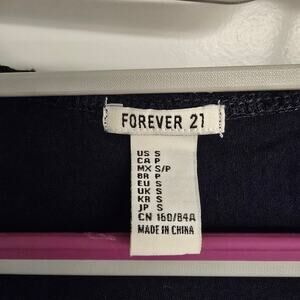 FOREVER 21
US S
CA P
MX S/P
BR P
EU S
UK S
KR S
JP S
CN 160/84A
MADE IN CHINA